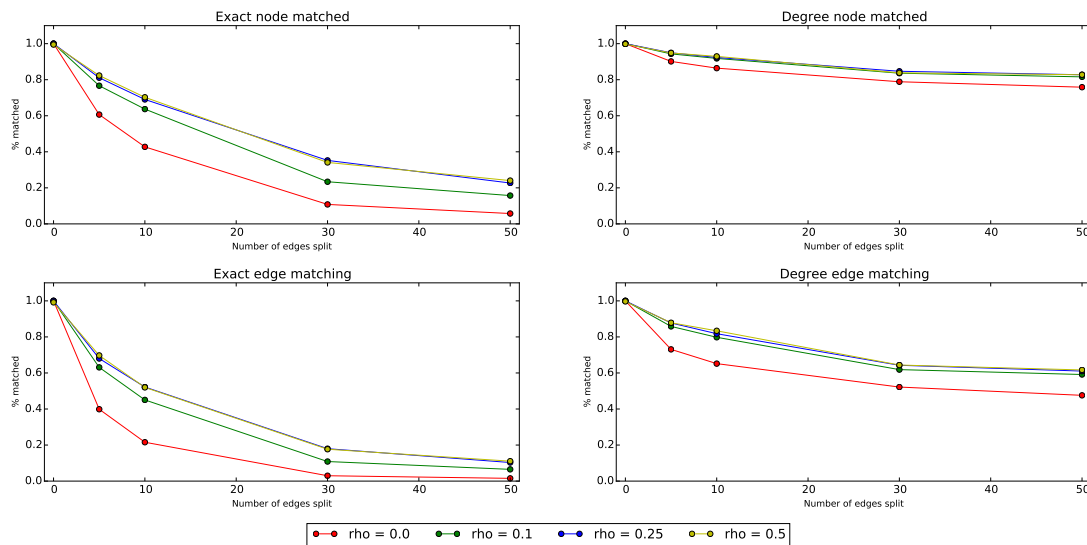 Exact node matched
% matched
1.0
0.8
0.6
0.4
0.2
0.0
0 10 20 30 40 50
Number of edges split
Degree node matched
% matched
1.0
0.8
0.6
0.4
0.2
0.0
0 10 20 30 40 50
Number of edges split
Exact edge matching
% matched
1.0
0.8
0.6
0.4
0.2
0.0
0 10 20 30 40 50
Number of edges split
Degree edge matching
% matched
1.0
0.8
0.6
0.4
0.2
0.0
0 10 20 30 40 50
Number of edges split
rho = 0.0 rho = 0.1 rho = 0.25 rho = 0.5